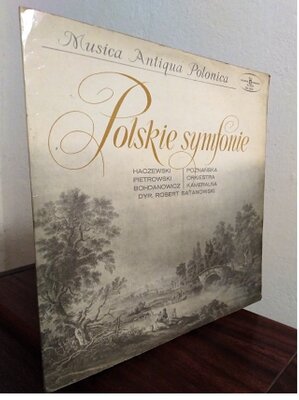 Musica Antiqua Polonica
Polskie symfonie
HACZEWSKI
PIETROWSKI
BOHDANOWICZ
POZNAŃSKA
ORKIESTRA
KAMERALNA
DYR. ROBERT SATANOWSKI